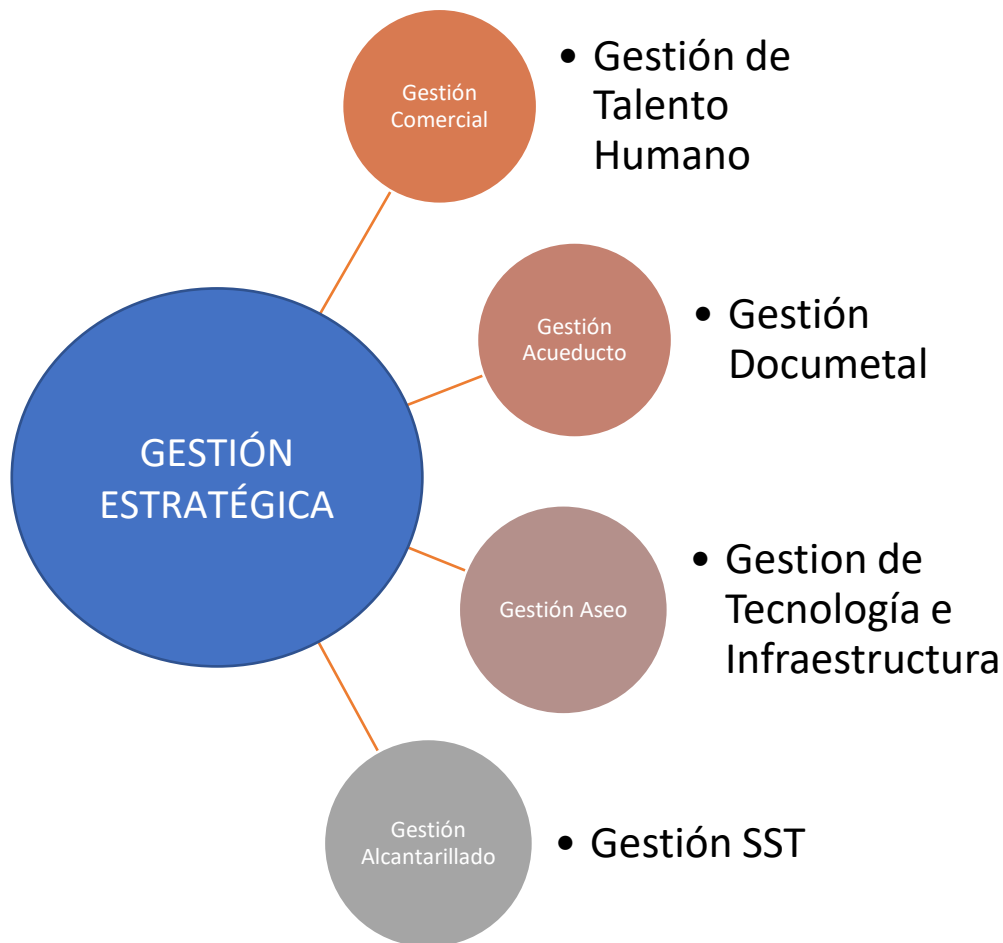 Gestión
Comercial
• Gestión de
Talento
Humano
Gestión
Acueducto
• Gestión
Documetal
GESTIÓN
ESTRATÉGICA
Gestión Aseo
• Gestion de
Tecnología e
Infraestructura
Gestión
Alcantarillado
• Gestión SST